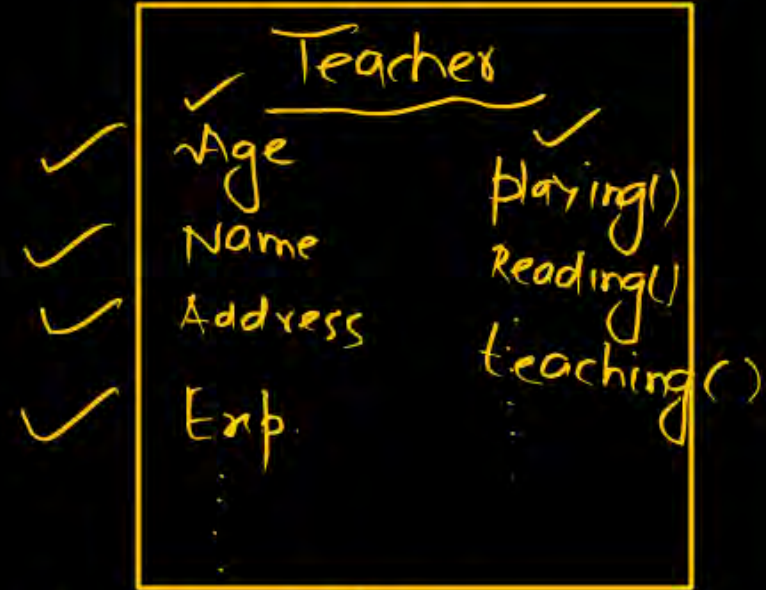 Teacher
Age
Name
Address
Exp.
playing()
Reading()
teaching()